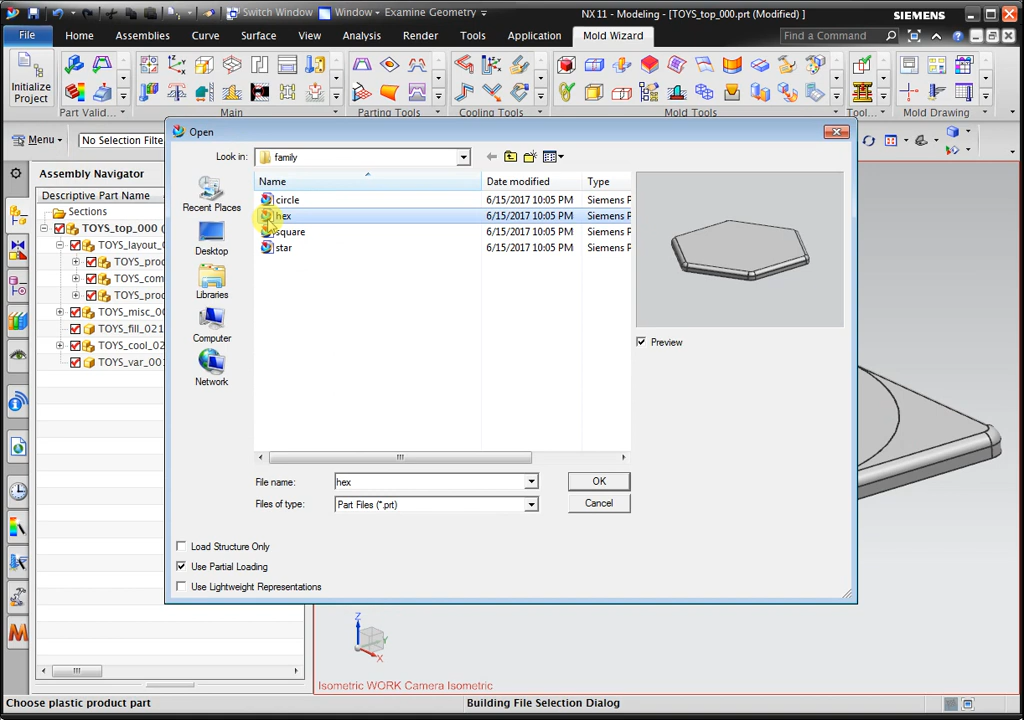 Switch Window Window Examine Geometry NX 11 - Modeling - [TOYS_top_000.prt (Modified) ] SIEMENS
File Home Assemblies Curve Surface View Analysis Render Tools Application Mold Wizard Find a Command
Initialize
Project
Part Valid... Main Parting Tools Cooling Tools Mold Tools Tool... Mold Drawing
Menu No Selection Filte
Open
Look in: family
Assembly Navigator
Descriptive Part Name
Sections
TOYS_top_000 (
TOYS_layout_
TOYS_prod
TOYS_com
TOYS_prod
TOYS_misc_00
TOYS_fill_021
TOYS_cool_02
TOYS_var_001
Recent Places
Desktop
Libraries
Computer
Network
Name Date modified Type
circle 6/15/2017 10:05 PM Siemens P
hex 6/15/2017 10:05 PM Siemens P
square 6/15/2017 10:05 PM Siemens P
star 6/15/2017 10:05 PM Siemens P
Preview
File name: hex OK
Files of type: Part Files (*.prt) Cancel
Load Structure Only
Use Partial Loading
Use Lightweight Representations
Z
Y
X
Isometric WORK Camera Isometric
Choose plastic product part Building File Selection Dialog